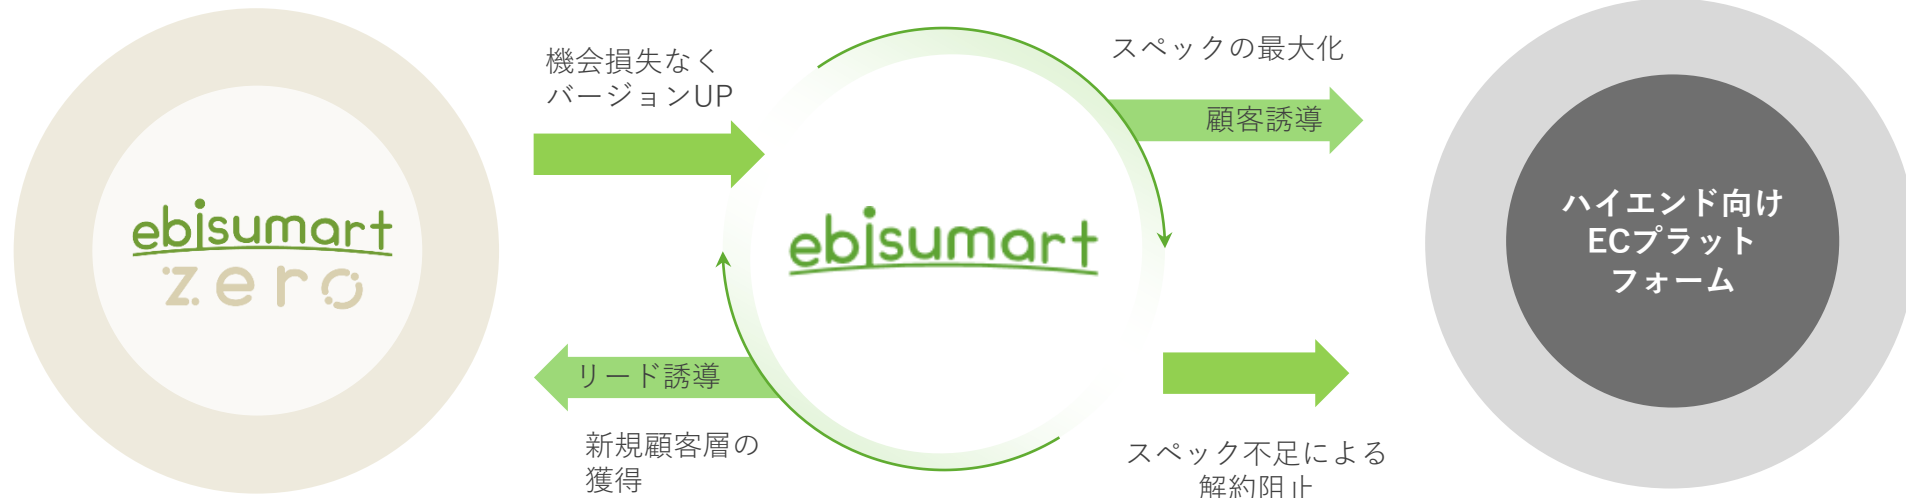 ebisumart
zero
機会損失なく
バージョンUP
リード誘導
新規顧客層の
獲得
ebisumart
スペックの最大化
顧客誘導
スペック不足による
解約阻止
ハイエンド向け
ECプラット
フォーム